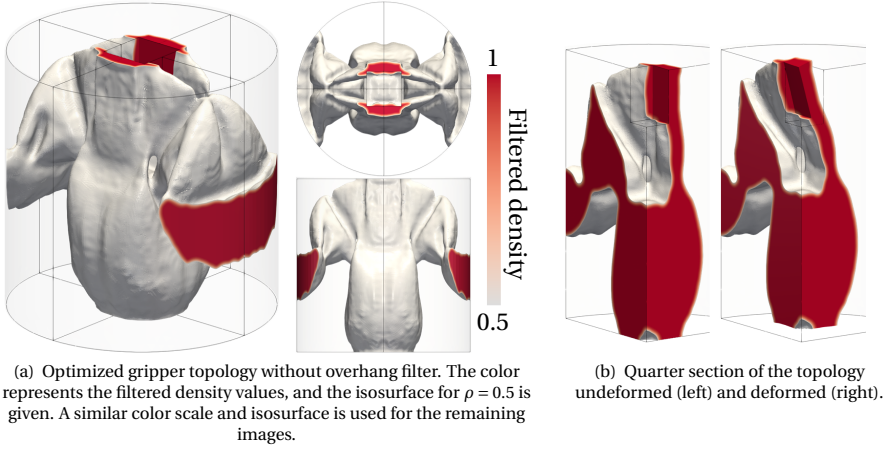 1
Filtered density
0.5
(a) Optimized gripper topology without overhang filter. The color
represents the filtered density values, and the isosurface for ρ = 0.5 is
given. A similar color scale and isosurface is used for the remaining
images.
(b) Quarter section of the topology
undeformed (left) and deformed (right).